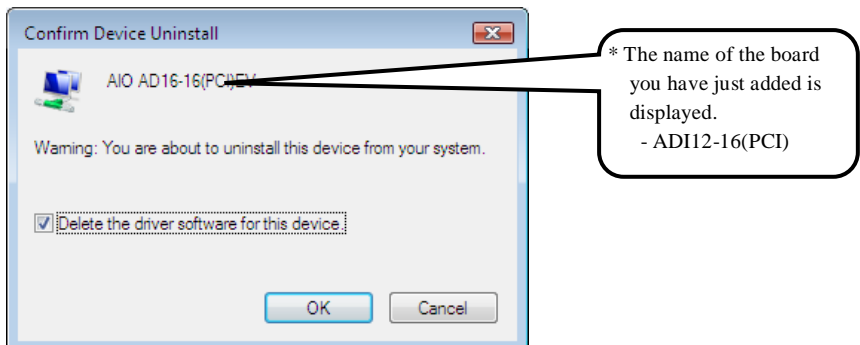 Confirm Device Uninstall
AIO AD16-16(PCI)EV
Warning: You are about to uninstall this device from your system.
Delete the driver software for this device.
OK
Cancel
* The name of the board
you have just added is
displayed.
- ADI12-16(PCI)